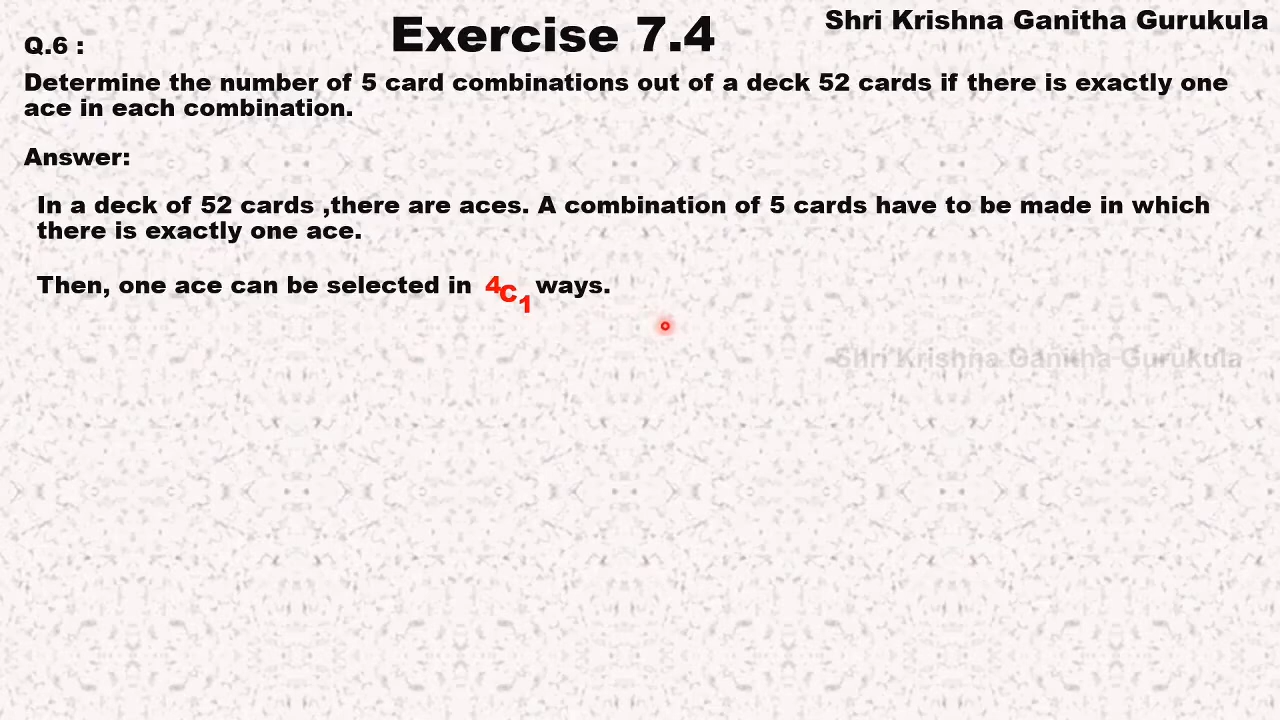 Exercise 7.4
Shri Krishna Ganitha Gurukula
Q.6 :
Determine the number of 5 card combinations out of a deck 52 cards if there is exactly one
ace in each combination.
Answer:
In a deck of 52 cards ,there are aces. A combination of 5 cards have to be made in which
there is exactly one ace.
Then, one ace can be selected in 4C1 ways.
Shri Krishna Ganitha Gurukula